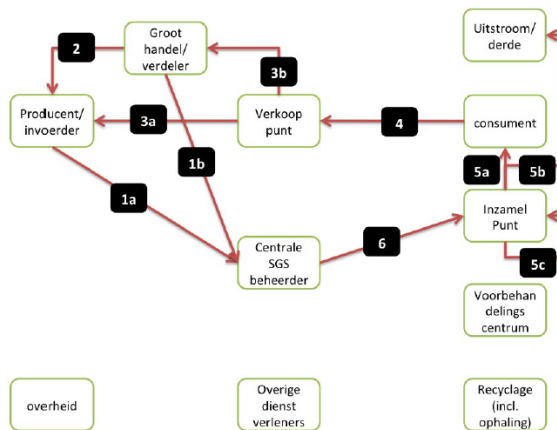 Groot
handel/
verdeler
Uitstroom/
derde
2
3b
Producent/
invoerder
3a
Verkoop
punt
4
consument
1b
5a
5b
1a
Inzamel
Punt
Centrale
SGS
beheerder
6
5c
Voorbehan
delings
centrum
overheid
Overige
dienst
verleners
Recyclage
(incl.
ophaling)